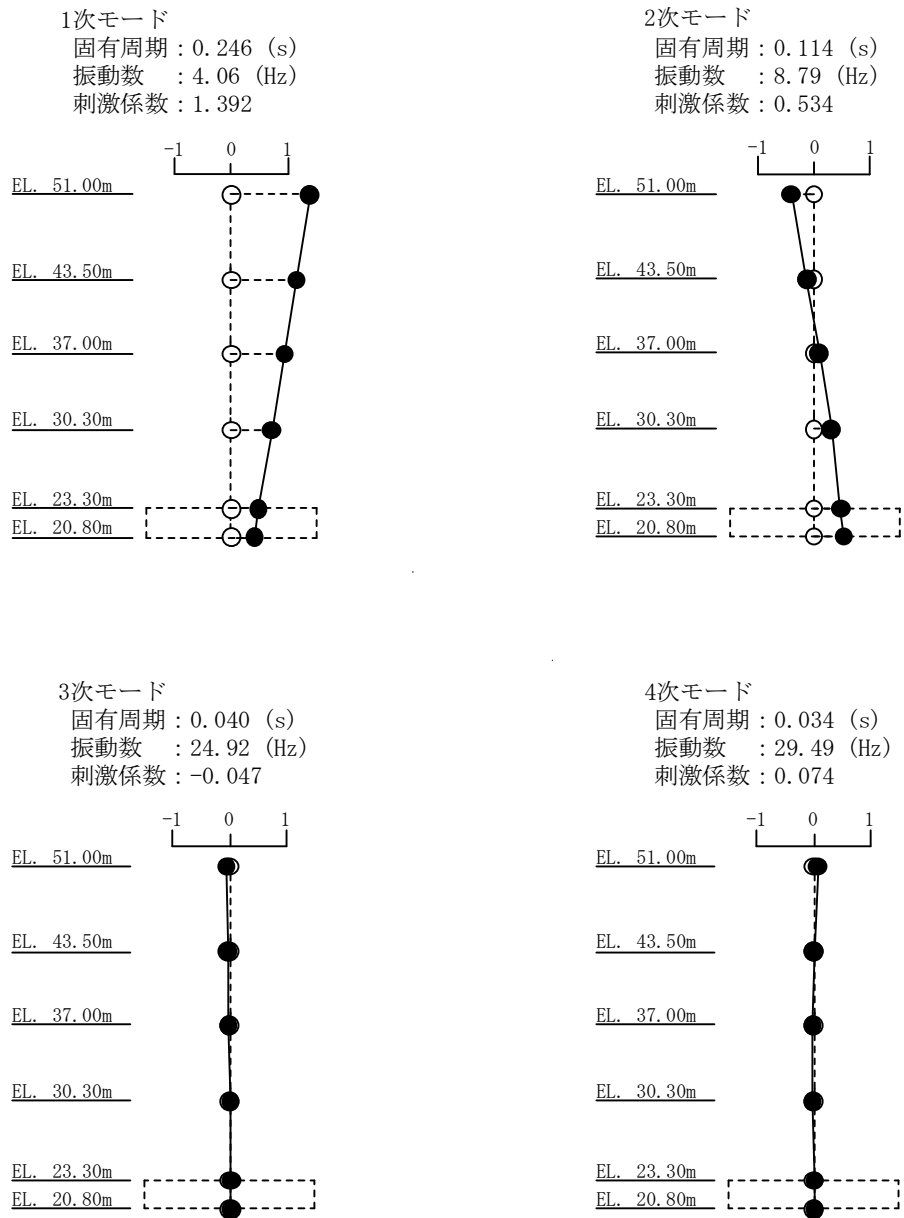 1次モード
固有周期：0.246 (s)
振動数　：4.06 (Hz)
刺激係数：1.392
-1 0 1
EL. 51.00m
EL. 43.50m
EL. 37.00m
EL. 30.30m
EL. 23.30m
EL. 20.80m
2次モード
固有周期：0.114 (s)
振動数　：8.79 (Hz)
刺激係数：0.534
-1 0 1
EL. 51.00m
EL. 43.50m
EL. 37.00m
EL. 30.30m
EL. 23.30m
EL. 20.80m
3次モード
固有周期：0.040 (s)
振動数　：24.92 (Hz)
刺激係数：-0.047
-1 0 1
EL. 51.00m
EL. 43.50m
EL. 37.00m
EL. 30.30m
EL. 23.30m
EL. 20.80m
4次モード
固有周期：0.034 (s)
振動数　：29.49 (Hz)
刺激係数：0.074
-1 0 1
EL. 51.00m
EL. 43.50m
EL. 37.00m
EL. 30.30m
EL. 23.30m
EL. 20.80m